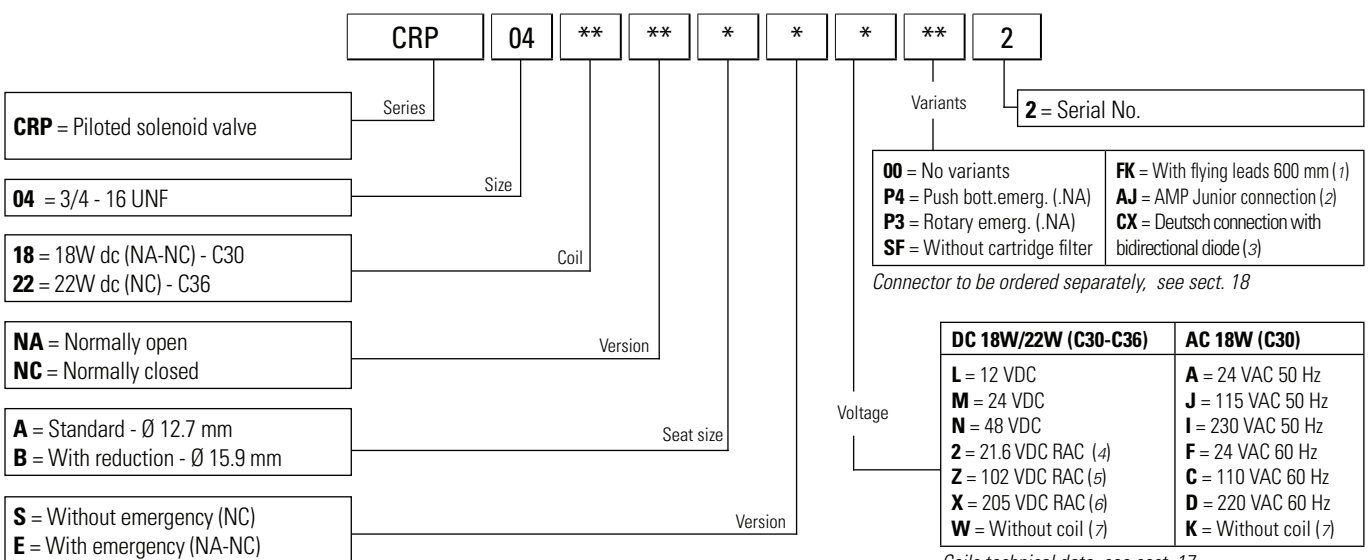 CRP 04 ** ** * * * ** 2
Series
CRP = Piloted solenoid valve
Size
04 = 3/4 - 16 UNF
Coil
18 = 18W dc (NA-NC) - C30
22 = 22W dc (NC) - C36
Version
NA = Normally open
NC = Normally closed
Seat size
A = Standard - Ø 12.7 mm
B = With reduction - Ø 15.9 mm
Version
S = Without emergency (NC)
E = With emergency (NA-NC)
Variants
2 = Serial No.
00 = No variants
P4 = Push bott.emerg. (.NA)
P3 = Rotary emerg. (.NA)
SF = Without cartridge filter
FK = With flying leads 600 mm (1)
AJ = AMP Junior connection (2)
CX = Deutsch connection with
bidirectional diode (3)
Connector to be ordered separately, see sect. 18
Voltage
DC 18W/22W (C30-C36)
L = 12 VDC
M = 24 VDC
N = 48 VDC
2 = 21.6 VDC RAC (4)
Z = 102 VDC RAC (5)
X = 205 VDC RAC (6)
W = Without coil (7)
AC 18W (C30)
A = 24 VAC 50 Hz
J = 115 VAC 50 Hz
I = 230 VAC 50 Hz
F = 24 VAC 60 Hz
C = 110 VAC 60 Hz
D = 220 VAC 60 Hz
K = Without coil (7)
Coils technical data, see sect. 17